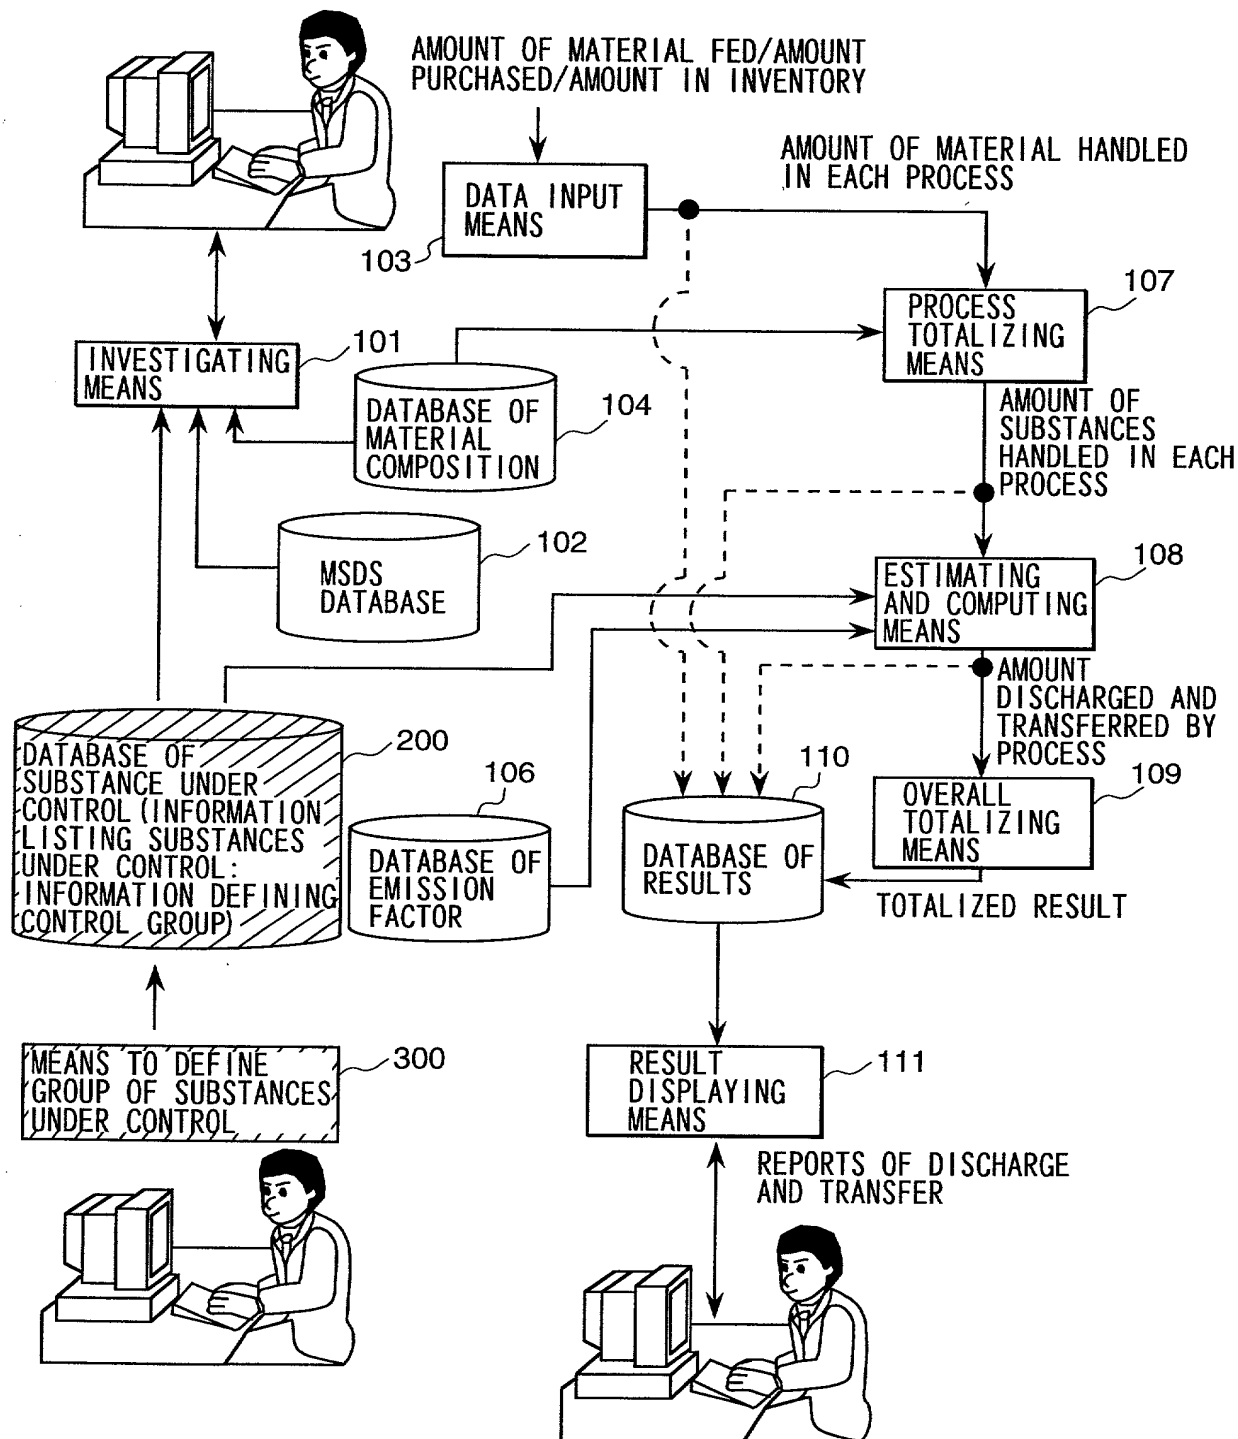 AMOUNT OF MATERIAL FED/AMOUNT
PURCHASED/AMOUNT IN INVENTORY
AMOUNT OF MATERIAL HANDLED
IN EACH PROCESS
DATA INPUT
MEANS
103
107
PROCESS
TOTALIZING
MEANS
INVESTIGATING
MEANS
101
DATABASE OF
MATERIAL
COMPOSITION
104
AMOUNT OF
SUBSTANCES
HANDLED IN EACH
PROCESS
MSDS
DATABASE
102
108
ESTIMATING
AND COMPUTING
MEANS
AMOUNT
DISCHARGED AND
TRANSFERRED BY
PROCESS
DATABASE OF
SUBSTANCE UNDER
CONTROL (INFORMATION
LISTING SUBSTANCES
UNDER CONTROL:
INFORMATION DEFINING
CONTROL GROUP)
200
106
DATABASE OF
EMISSION
FACTOR
110
DATABASE OF
RESULTS
109
OVERALL
TOTALIZING
MEANS
TOTALIZED RESULT
MEANS TO DEFINE
GROUP OF SUBSTANCES
UNDER CONTROL
300
RESULT
DISPLAYING
MEANS
111
REPORTS OF DISCHARGE
AND TRANSFER